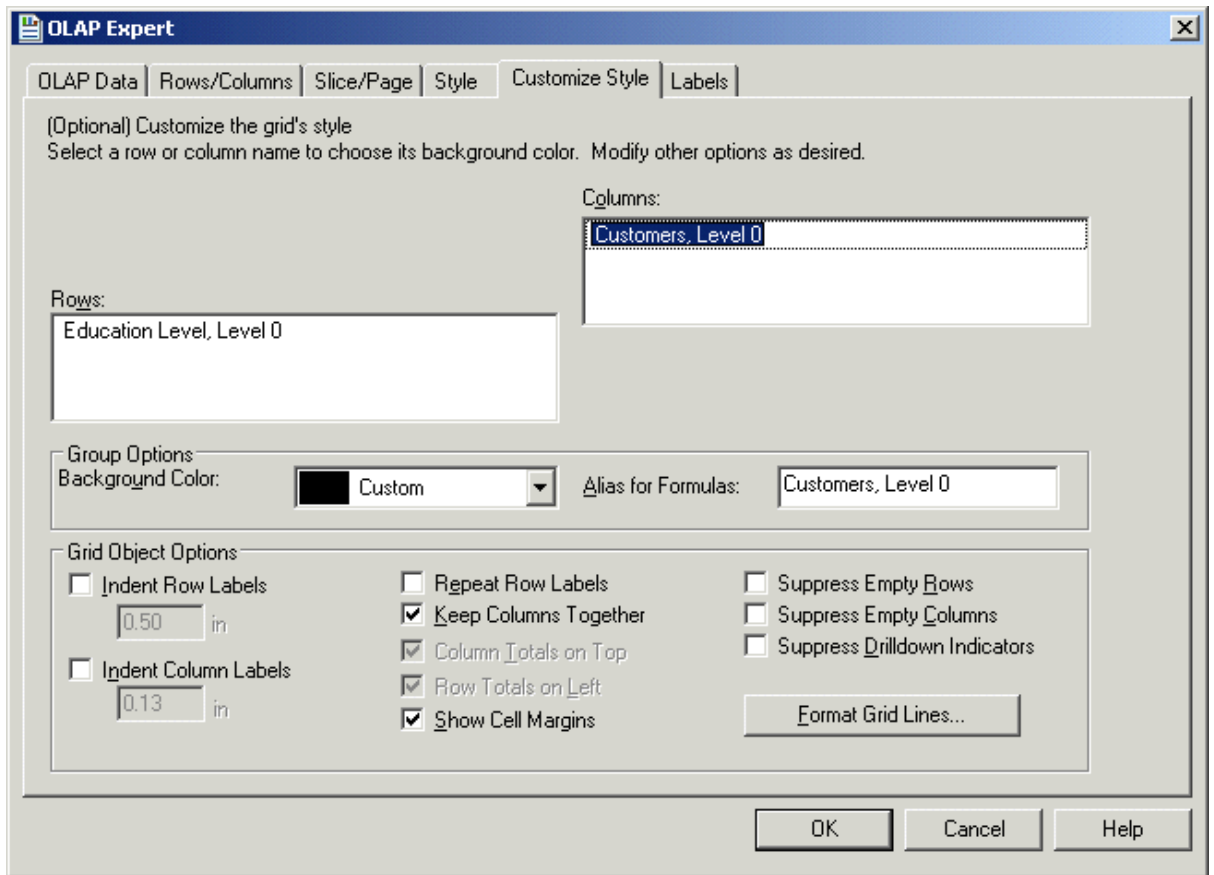 OLAP Expert
OLAP Data
Rows/Columns
Slice/Page
Style
Customize Style
Labels
(Optional) Customize the grid's style
Select a row or column name to choose its background color.  Modify other options as desired.
Columns:
Customers, Level 0
Rows:
Education Level, Level 0
Group Options
Background Color:
Custom
Alias for Formulas:
Customers, Level 0
Grid Object Options
Indent Row Labels
0.50 in
Indent Column Labels
0.13 in
Repeat Row Labels
Keep Columns Together
Column Totals on Top
Row Totals on Left
Show Cell Margins
Suppress Empty Rows
Suppress Empty Columns
Suppress Drilldown Indicators
Format Grid Lines...
OK
Cancel
Help